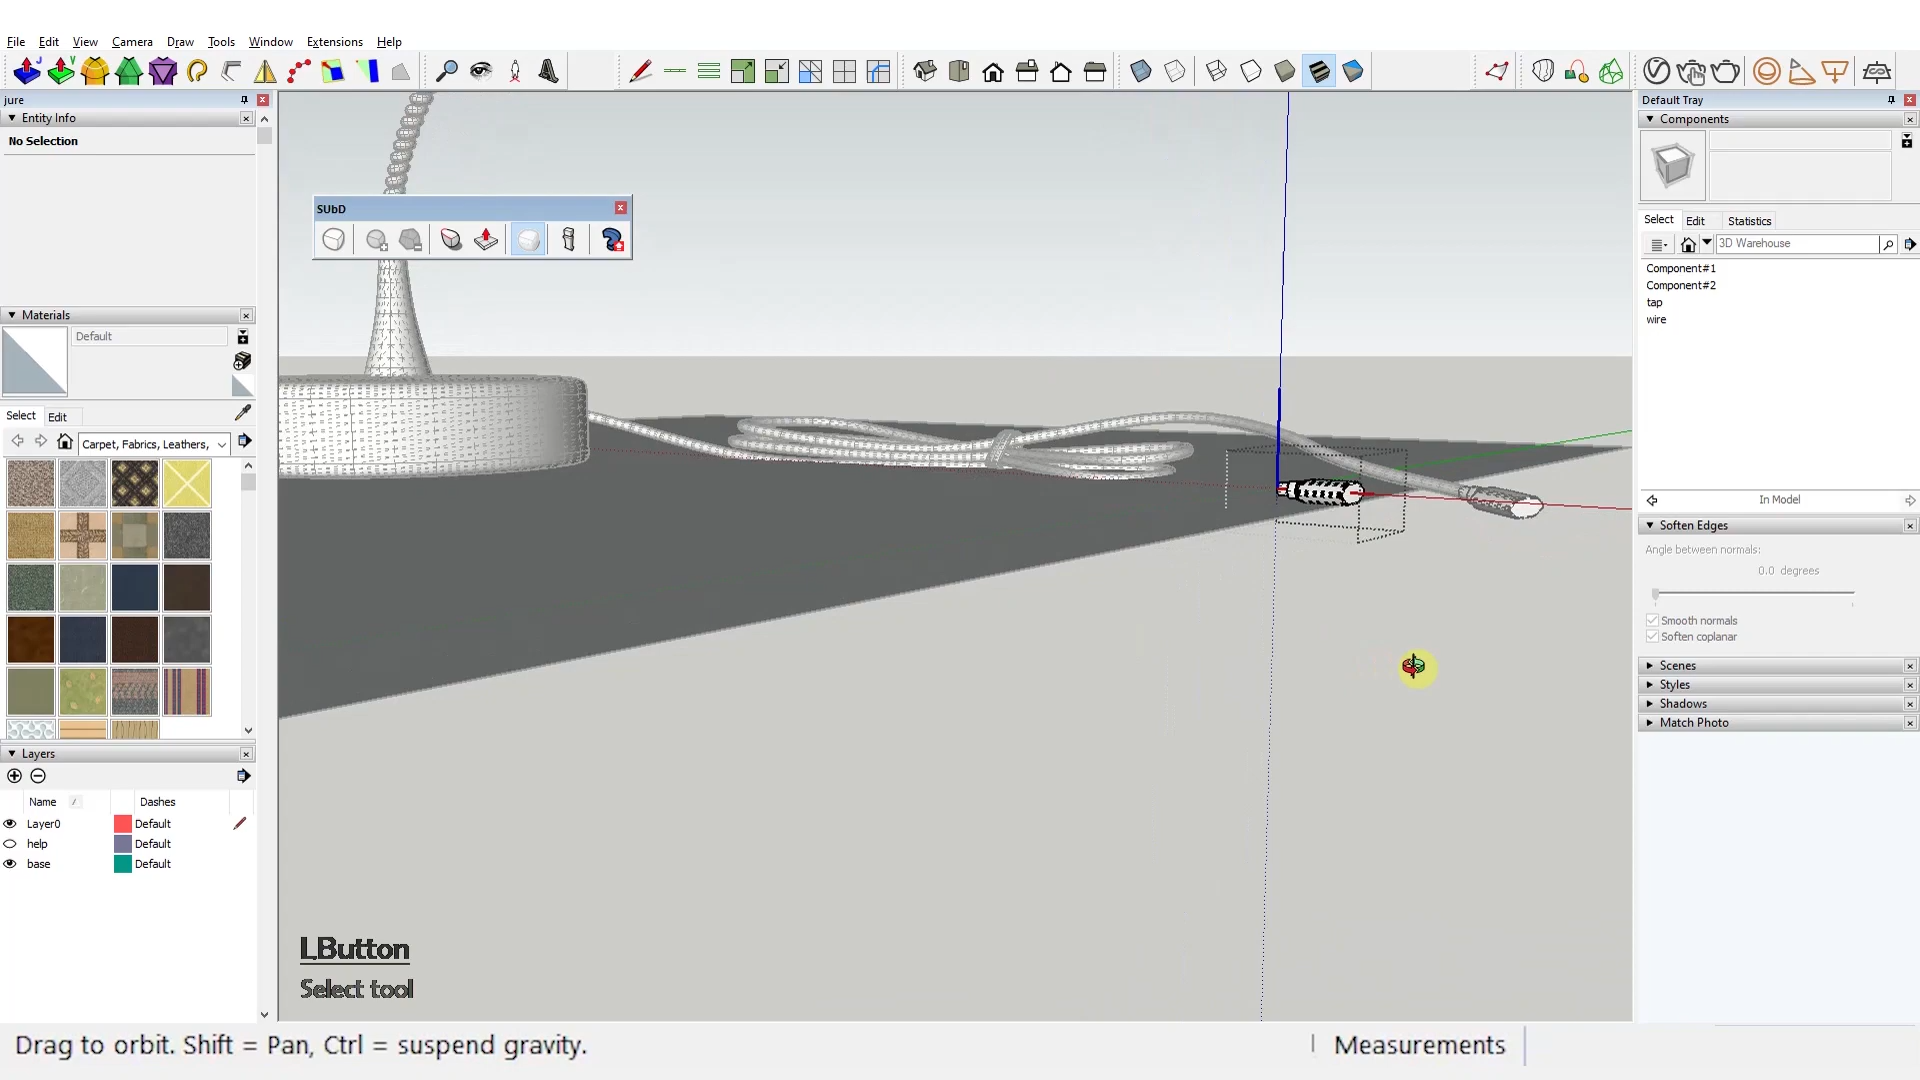 File Edit View Camera Draw Tools Window Extensions Help
jure
Entity Info
No Selection
Materials
Default
Select Edit
Carpet, Fabrics, Leathers,
Layers
Name Dashes
Layer0 Default
help Default
base Default
SUbD
LButton
Select tool
Default Tray
Components
Select Edit Statistics
3D Warehouse
Component#1
Component#2
tap
wire
In Model
Soften Edges
Angle between normals:
0.0 degrees
Smooth normals
Soften coplanar
Scenes
Styles
Shadows
Match Photo
Drag to orbit. Shift = Pan, Ctrl = suspend gravity.
Measurements